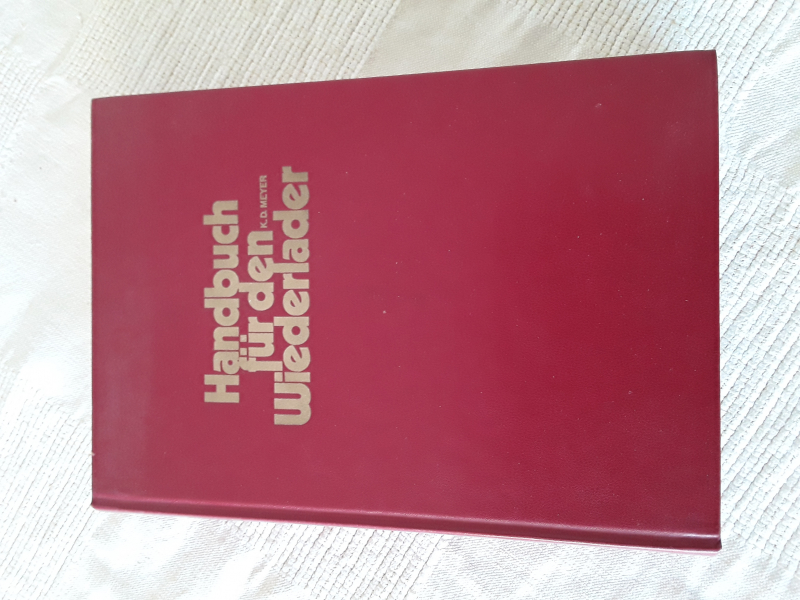 Handbuch
für den
K. D. MEYER
Wiederlader